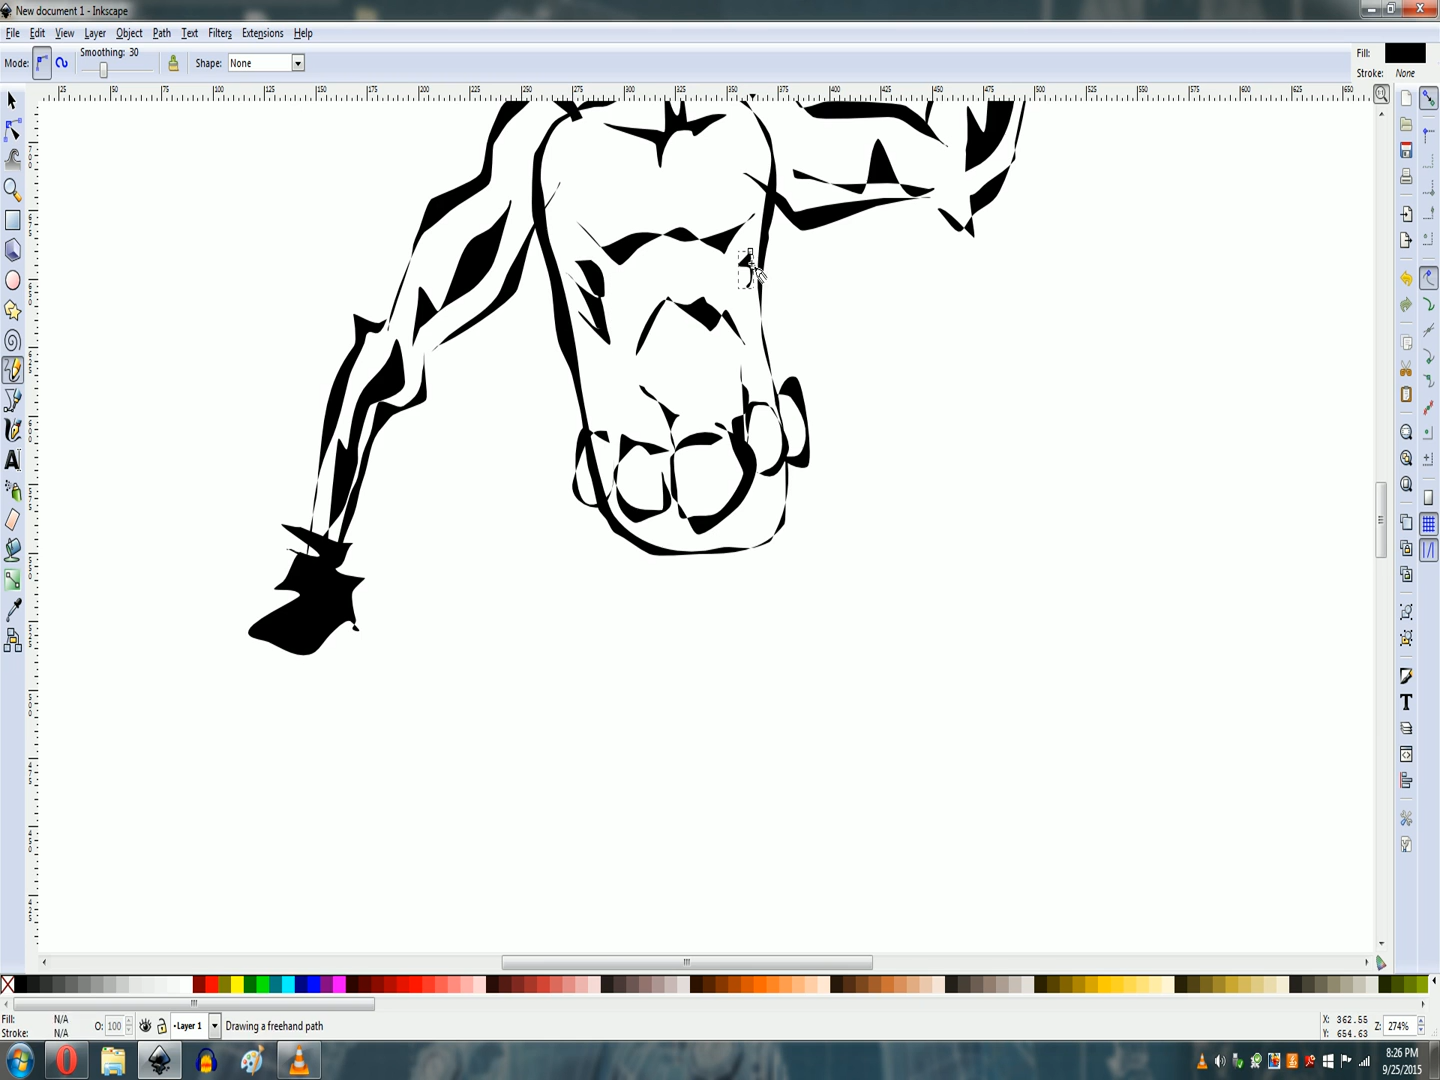 New document 1 - Inkscape
File Edit View Layer Object Path Text Filters Extensions Help
Mode: Smoothing: 30 Shape: None
Fill:
Stroke: None
Fill: N/A
Stroke: N/A
O: 100
Layer 1
Drawing a freehand path
X: 362.55
Y: 654.63
Z: 274%
8:26 PM
9/25/2015